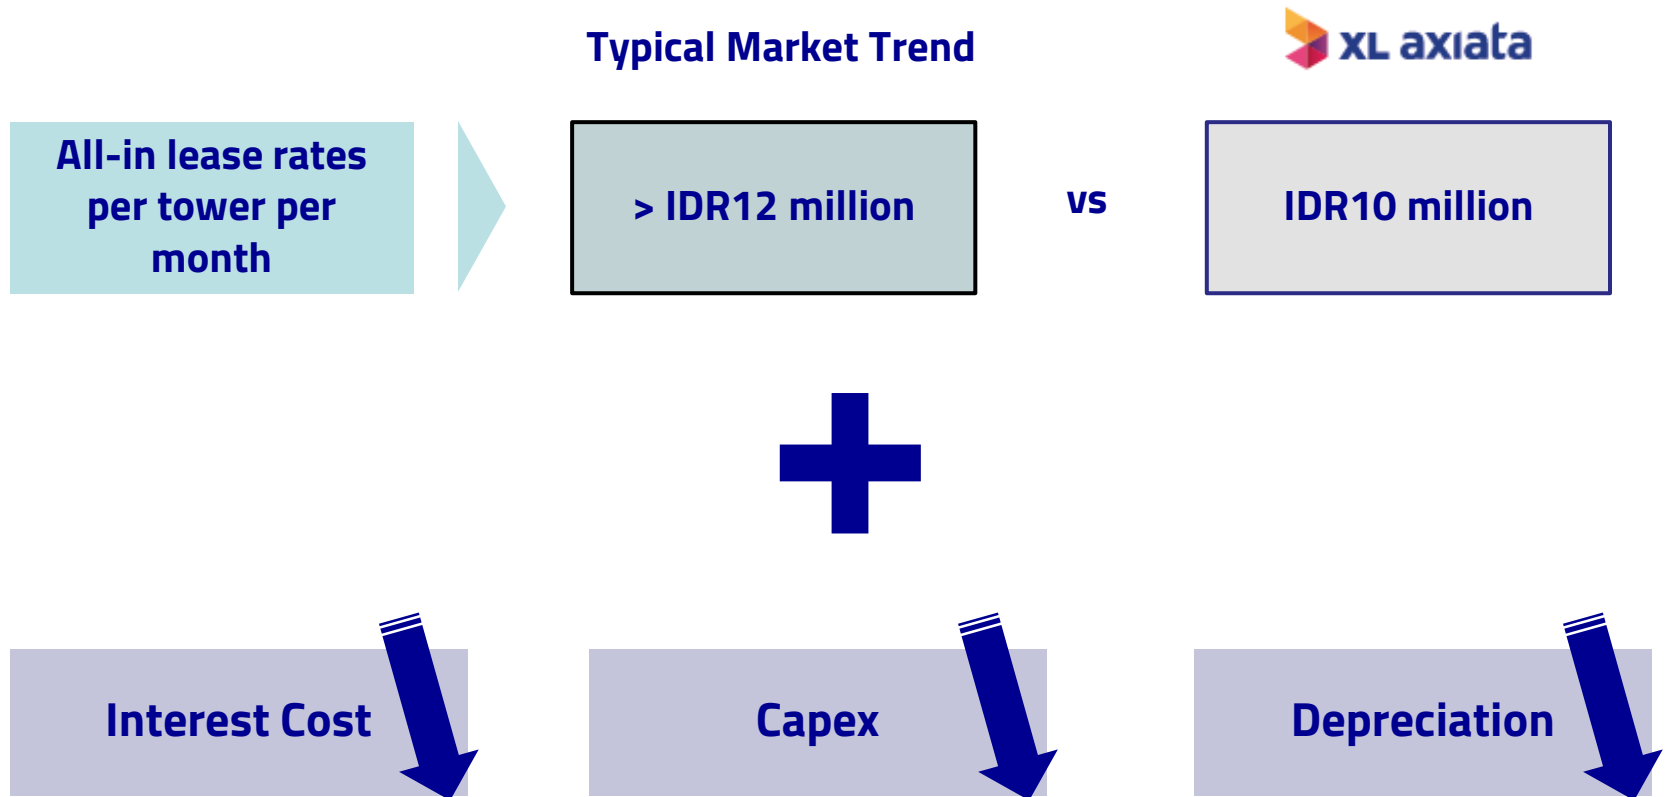 Typical Market Trend
XL axiata
All-in lease rates
per tower per
month
> IDR12 million
vs
IDR10 million
Interest Cost
Capex
Depreciation